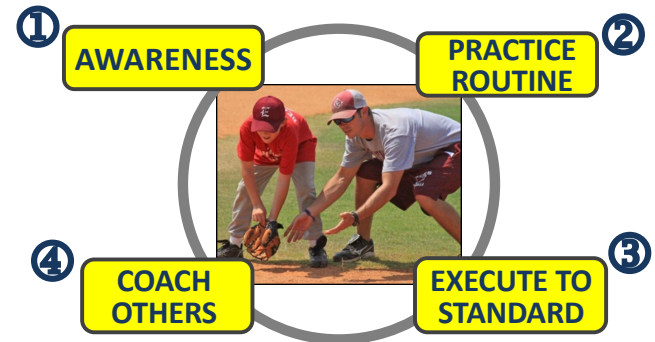 ① AWARENESS
② PRACTICE
ROUTINE
③ EXECUTE TO
STANDARD
④ COACH
OTHERS
E